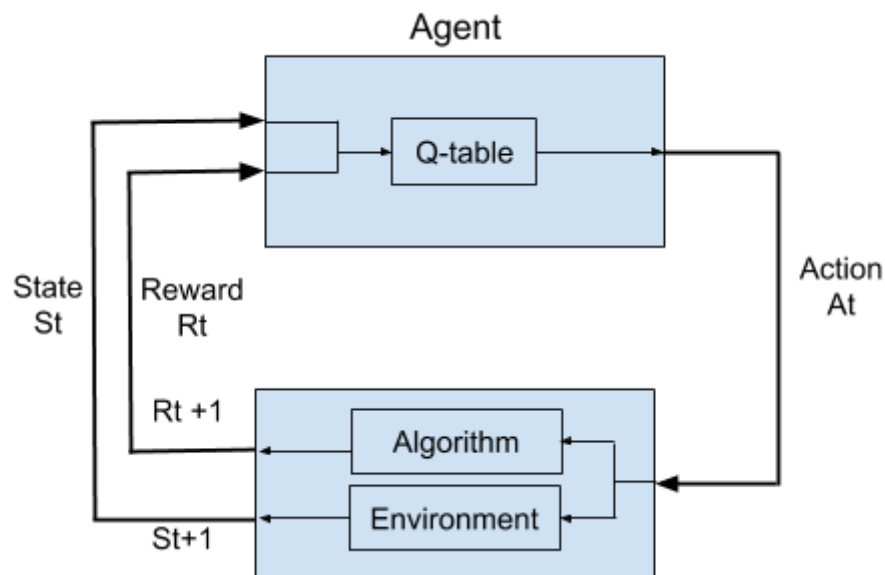 Agent
Q-table
State
St
Reward
Rt
Action
At
Rt +1
Algorithm
Environment
St+1